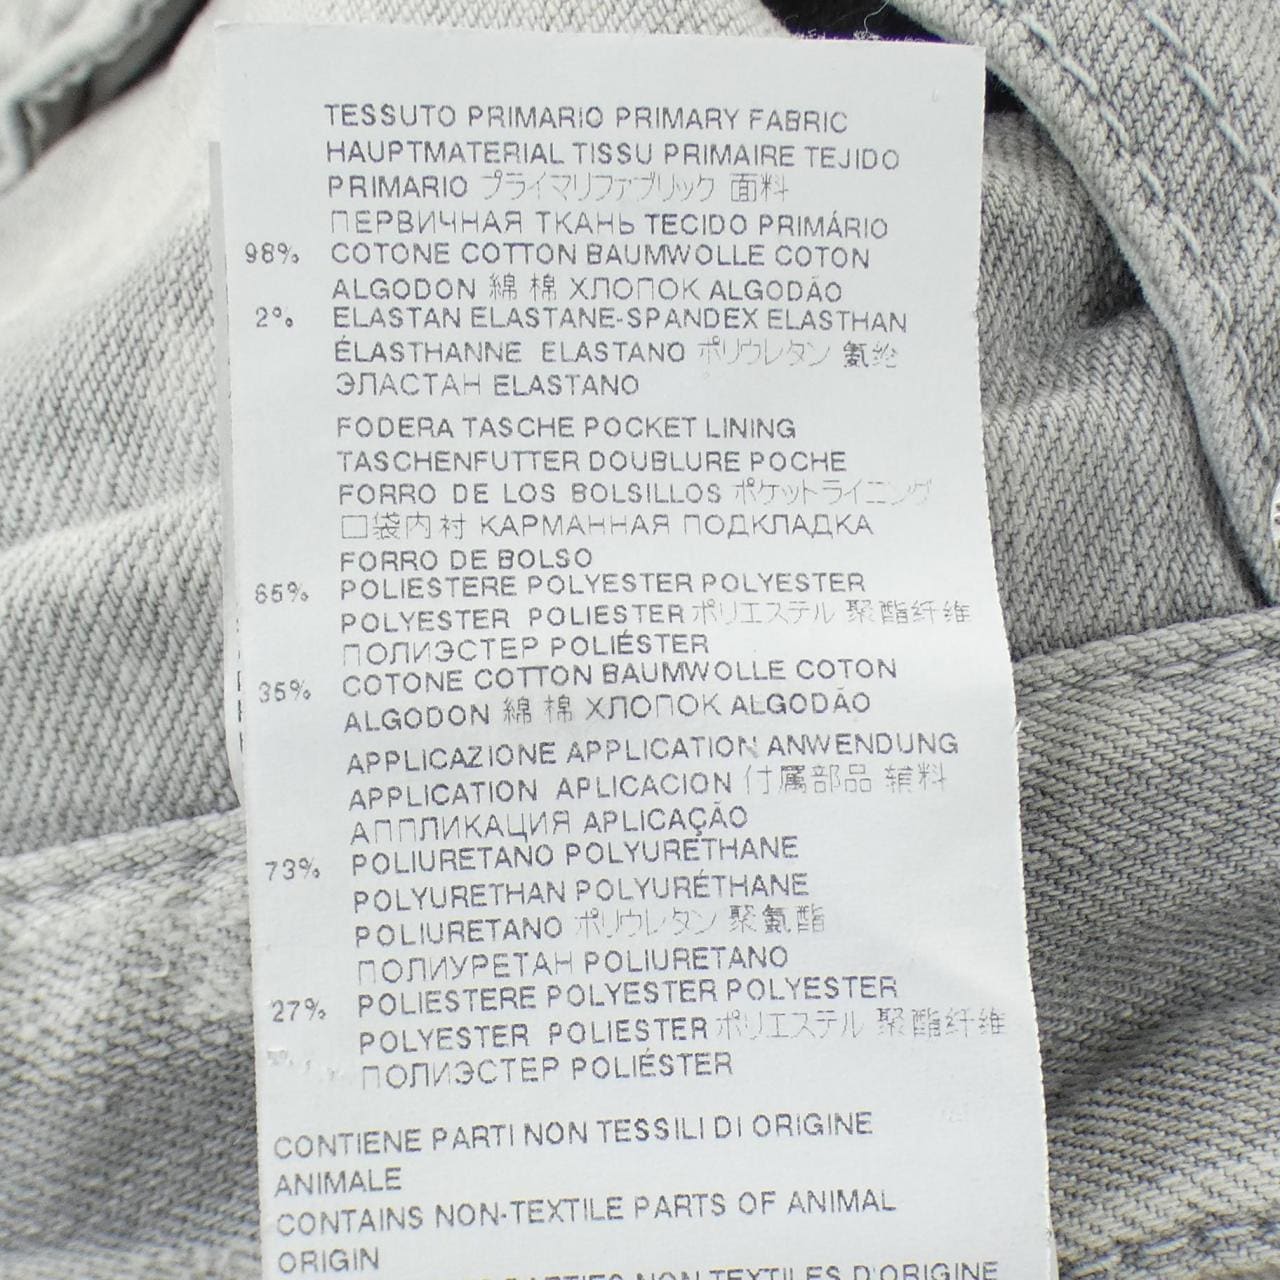 TESSUTO PRIMARIO PRIMARY FABRIC
HAUPTMATERIAL TISSU PRIMAIRE TEJIDO
PRIMARIO プライマリファブリック 面料
ПЕРВИЧНАЯ ТКАНЬ TECIDO PRIMÁRIO
98% COTONE COTTON BAUMWOLLE COTON
ALGODON 綿 棉 ХЛОПОК ALGODÃO
2% ELASTAN ELASTANE-SPANDEX ELASTHAN
ÉLASTHANNE ELASTANO ポリウレタン 氨纶
ЭЛАСТАН ELASTANO
FODERA TASCHE POCKET LINING
TASCHENFUTTER DOUBLURE POCHE
FORRO DE LOS BOLSILLOS ポケットライニング
口袋内衬 КАРМАННАЯ ПОДКЛАДКА
FORRO DE BOLSO
65% POLIESTERE POLYESTER POLYESTER
POLYESTER POLIESTER ポリエステル 聚酯纤维
ПОЛИЭСТЕР POLIÉSTER
35% COTONE COTTON BAUMWOLLE COTON
ALGODON 綿 棉 ХЛОПОК ALGODÃO
APPLICAZIONE APPLICATION ANWENDUNG
APPLICATION APLICACION 付属部品 辅料
АППЛИКАЦИЯ APLICAÇÃO
73% POLIURETANO POLYURETHANE
POLYURETHAN POLYURÉTHANE
POLIURETANO ポリウレタン 聚氨酯
ПОЛИУРЕТАН POLIURETANO
27% POLIESTERE POLYESTER POLYESTER
POLYESTER POLIESTER ポリエステル 聚酯纤维
ПОЛИЭСТЕР POLIÉSTER
CONTIENE PARTI NON TESSILI DI ORIGINE
ANIMALE
CONTAINS NON-TEXTILE PARTS OF ANIMAL
ORIGIN
PARTIES NON TEXTILES D'ORIGINE